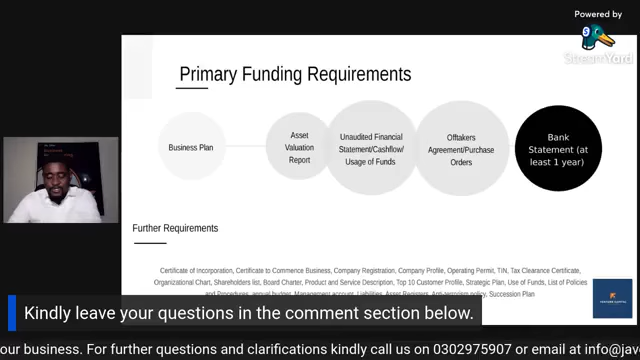 Powered by
StreamYard
Primary Funding Requirements
Business Plan
Asset
Valuation
Report
Unaudited Financial
Statement/Cashflow/
Usage of Funds
Offtakers
Agreement/Purchase
Orders
Bank
Statement (at
least 1 year)
Further Requirements
Certificate of Incorporation, Certificate to Commence Business, Company Registration, Company Profile, Operating Permit, TIN, Tax Clearance Certificate,
Organizational Chart, Shareholders list, Board Charter, Product and Service Description, Top 10 Customer Profile, Strategic Plan, Use of Funds, List of Policies
and Procedures, annual budget, Management account, Liabilities, Asset Registers, Anti-terrorism policy, Succession Plan
Kindly leave your questions in the comment section below.
our business. For further questions and clarifications kindly call us on 0302975907 or email at info@jav